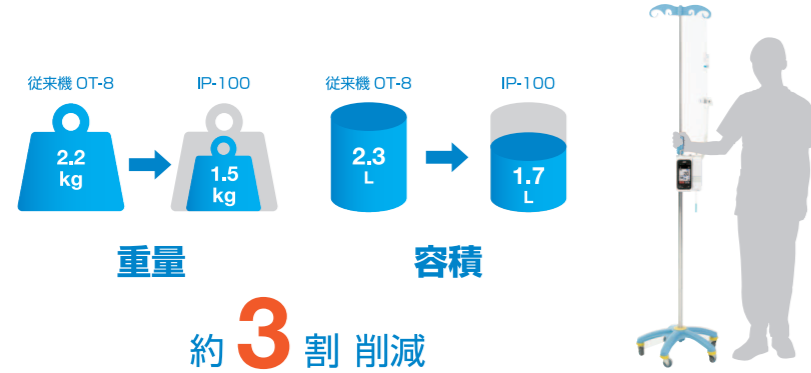 従来機 OT-8
2.2
kg
IP-100
1.5
kg
重量
従来機 OT-8
2.3
L
IP-100
1.7
L
容積
約3割 削減